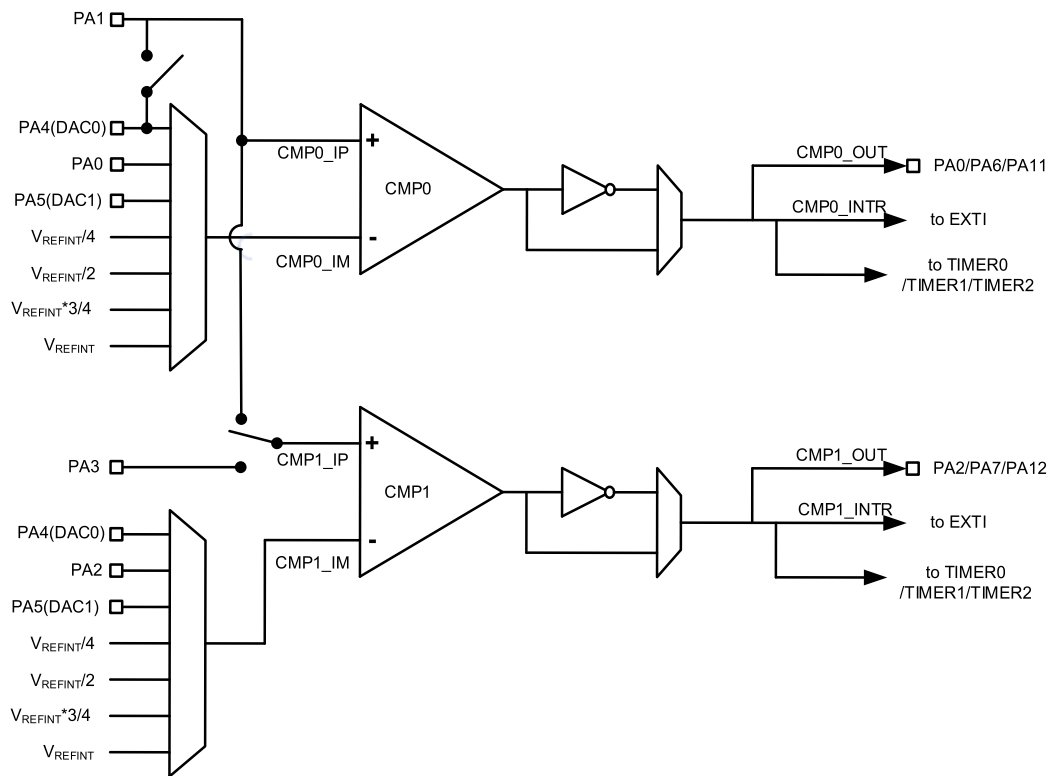 PA1
PA4(DAC0)
PA0
PA5(DAC1)
VREFINT/4
VREFINT/2
VREFINT*3/4
VREFINT
CMP0_IP
+
CMP0
-
CMP0_IM
CMP0_OUT
PA0/PA6/PA11
CMP0_INTR
to EXTI
to TIMER0
/TIMER1/TIMER2
PA3
CMP1_IP
+
CMP1
-
CMP1_IM
CMP1_OUT
PA2/PA7/PA12
CMP1_INTR
to EXTI
to TIMER0
/TIMER1/TIMER2
PA4(DAC0)
PA2
PA5(DAC1)
VREFINT/4
VREFINT/2
VREFINT*3/4
VREFINT